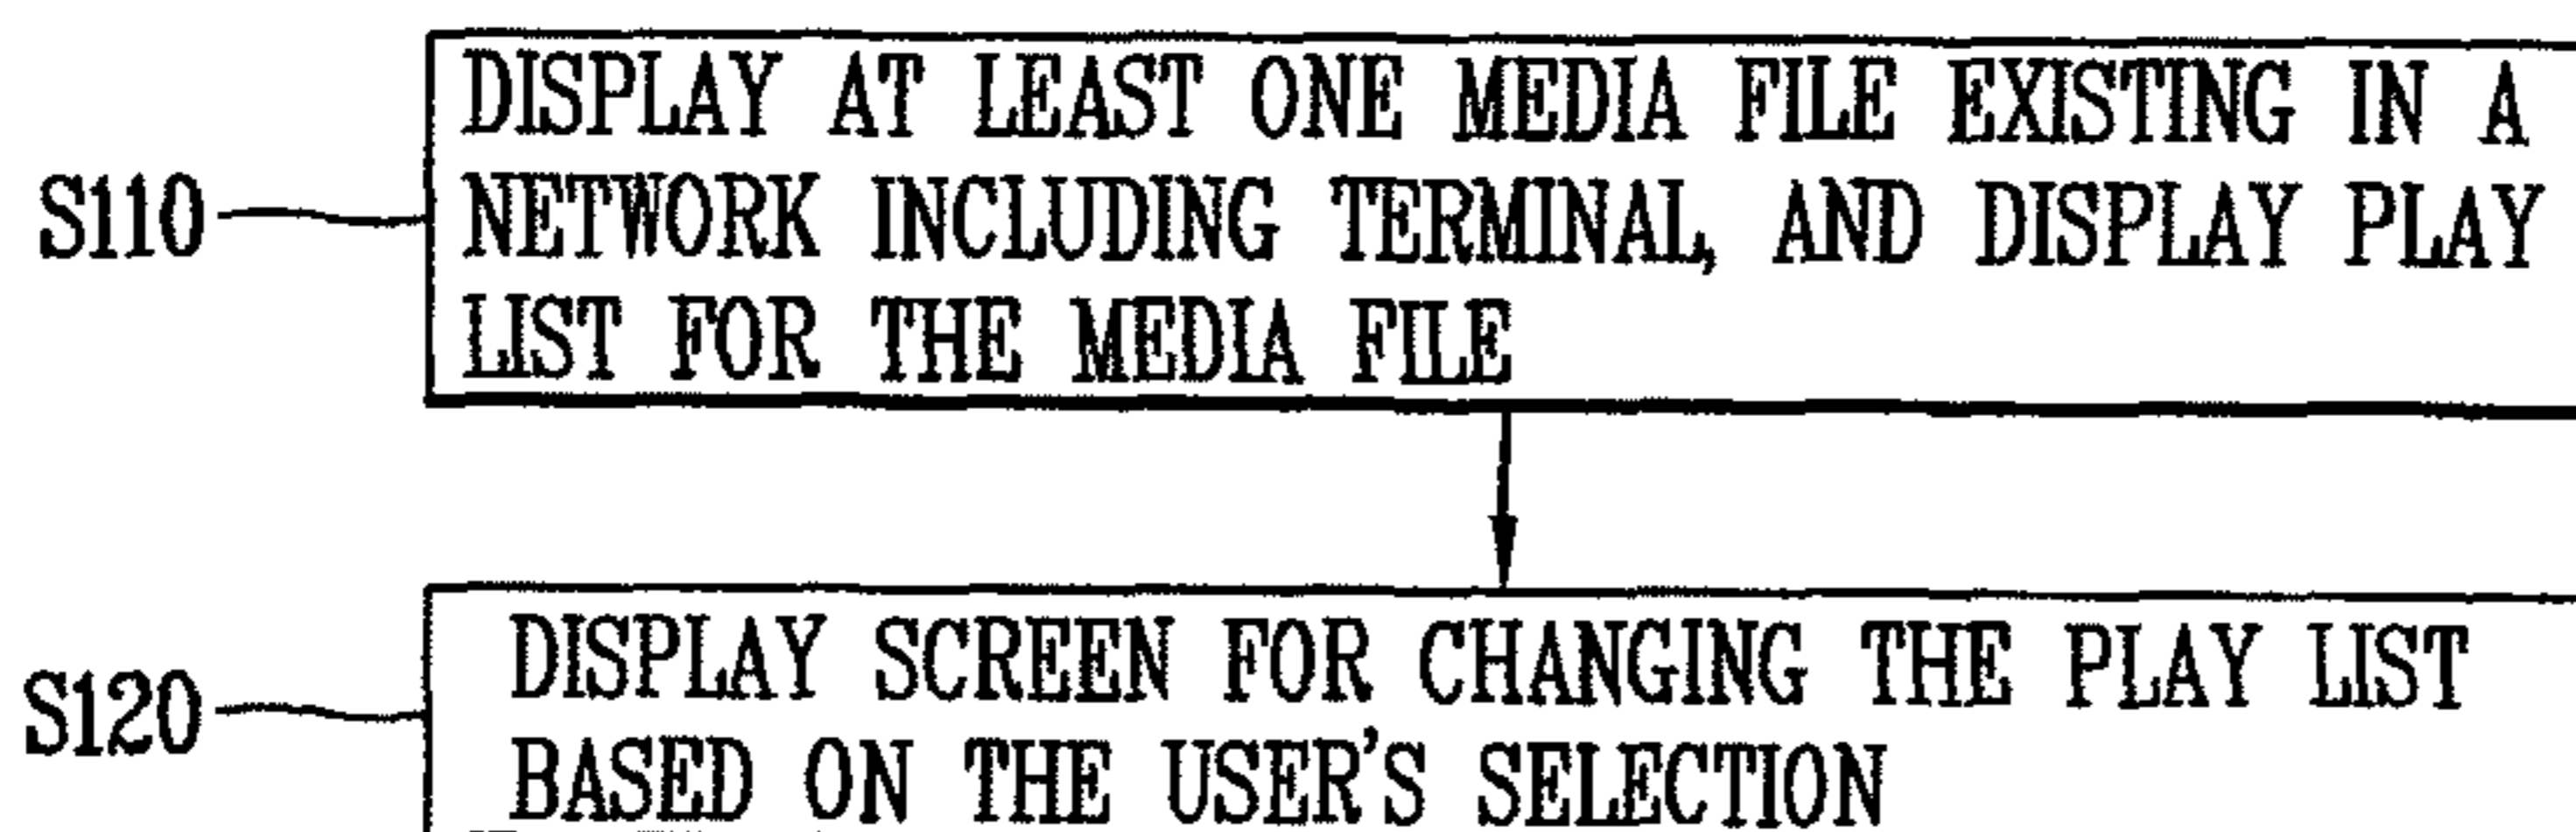 DISPLAY AT LEAST ONE MEDIA FILE EXISTING IN A
S110 NETWORK INCLUDING TERMINAL, AND DISPLAY PLAY
LIST FOR THE MEDIA FILE
DISPLAY SCREEN FOR CHANGING THE PLAY LIST
S120
BASED ON THE USER'S SELECTION